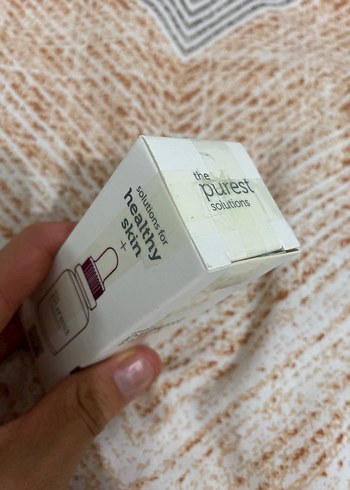 the
purest
solutions
solutions for
healthy
skin
+